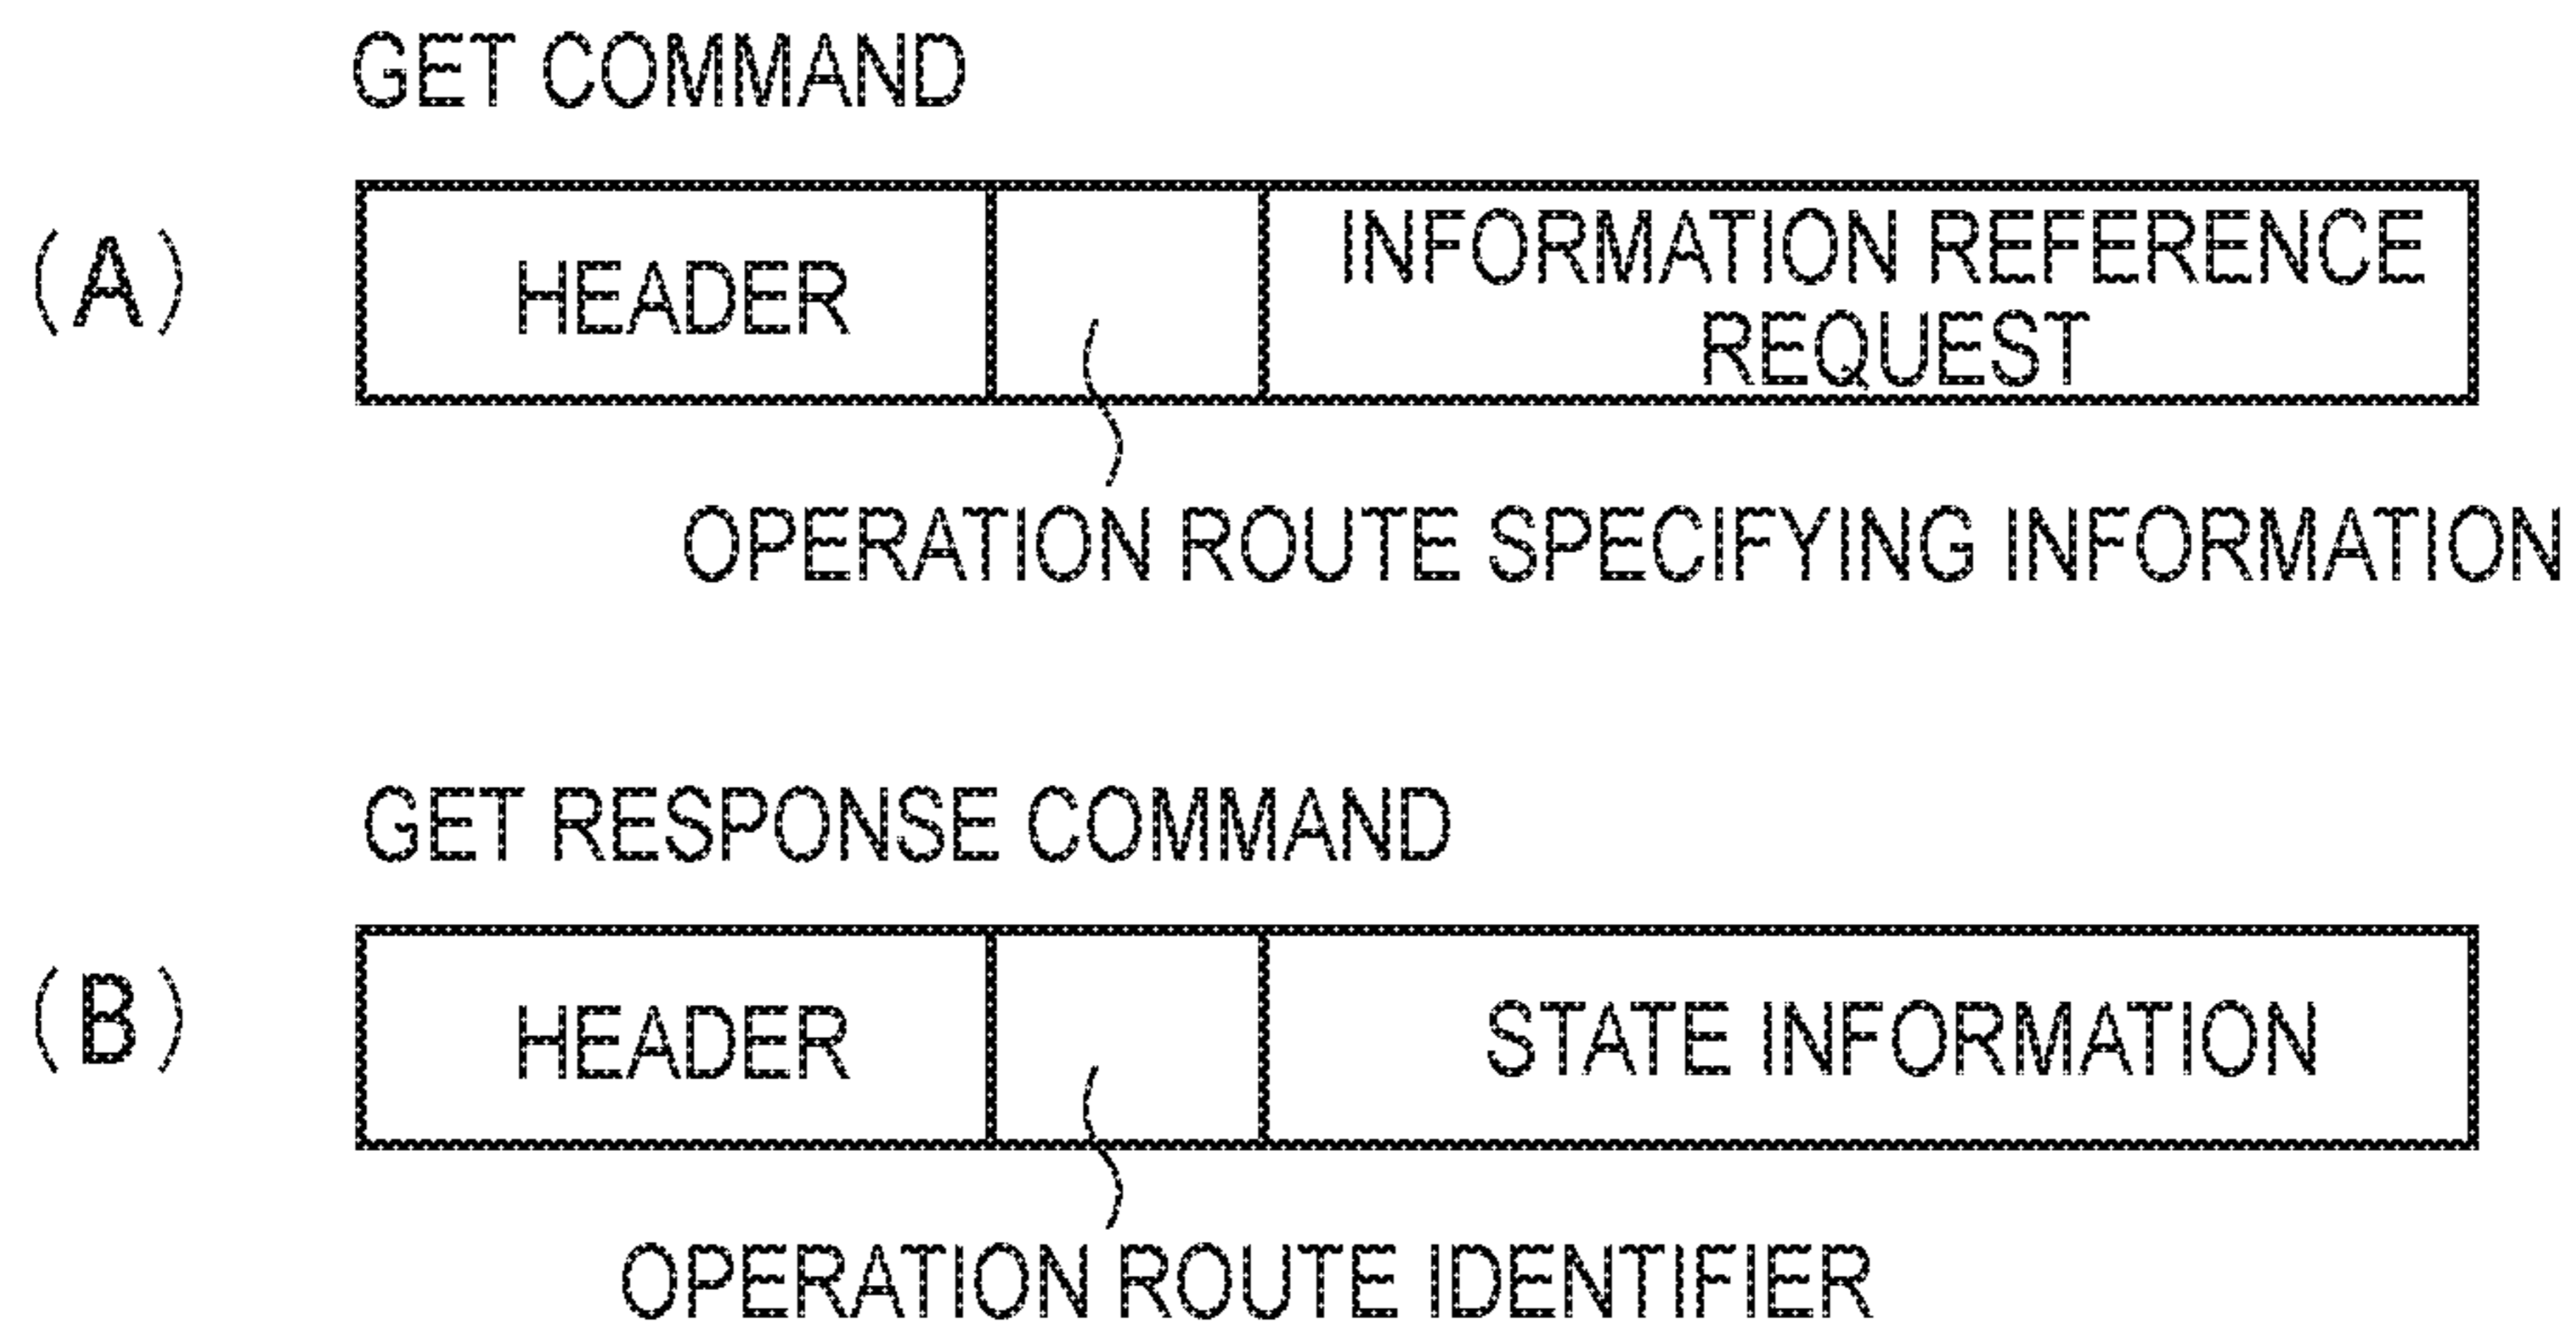 GET COMMAND
(A)
HEADER
INFORMATION REFERENCE
REQUEST
OPERATION ROUTE SPECIFYING INFORMATION
GET RESPONSE COMMAND
(B)
HEADER
STATE INFORMATION
OPERATION ROUTE IDENTIFIER